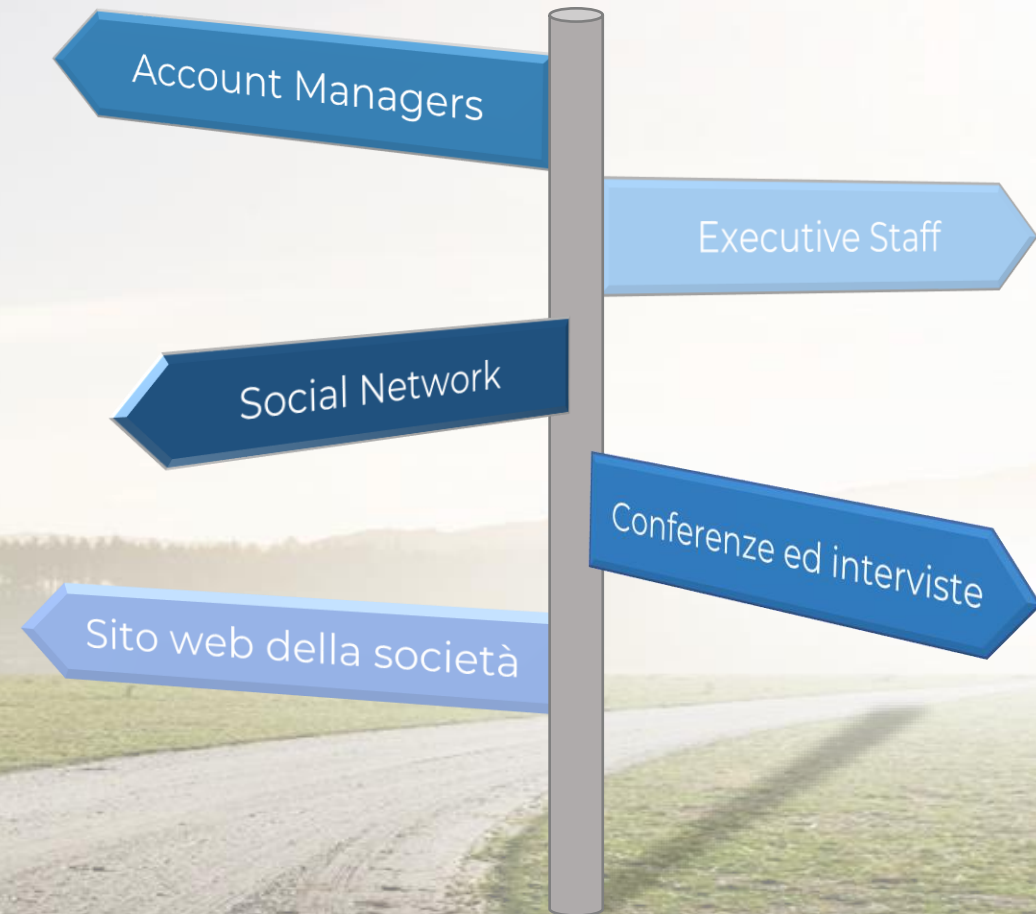 Account Managers
Executive Staff
Social Network
Conferenze ed interviste
Sito web della società